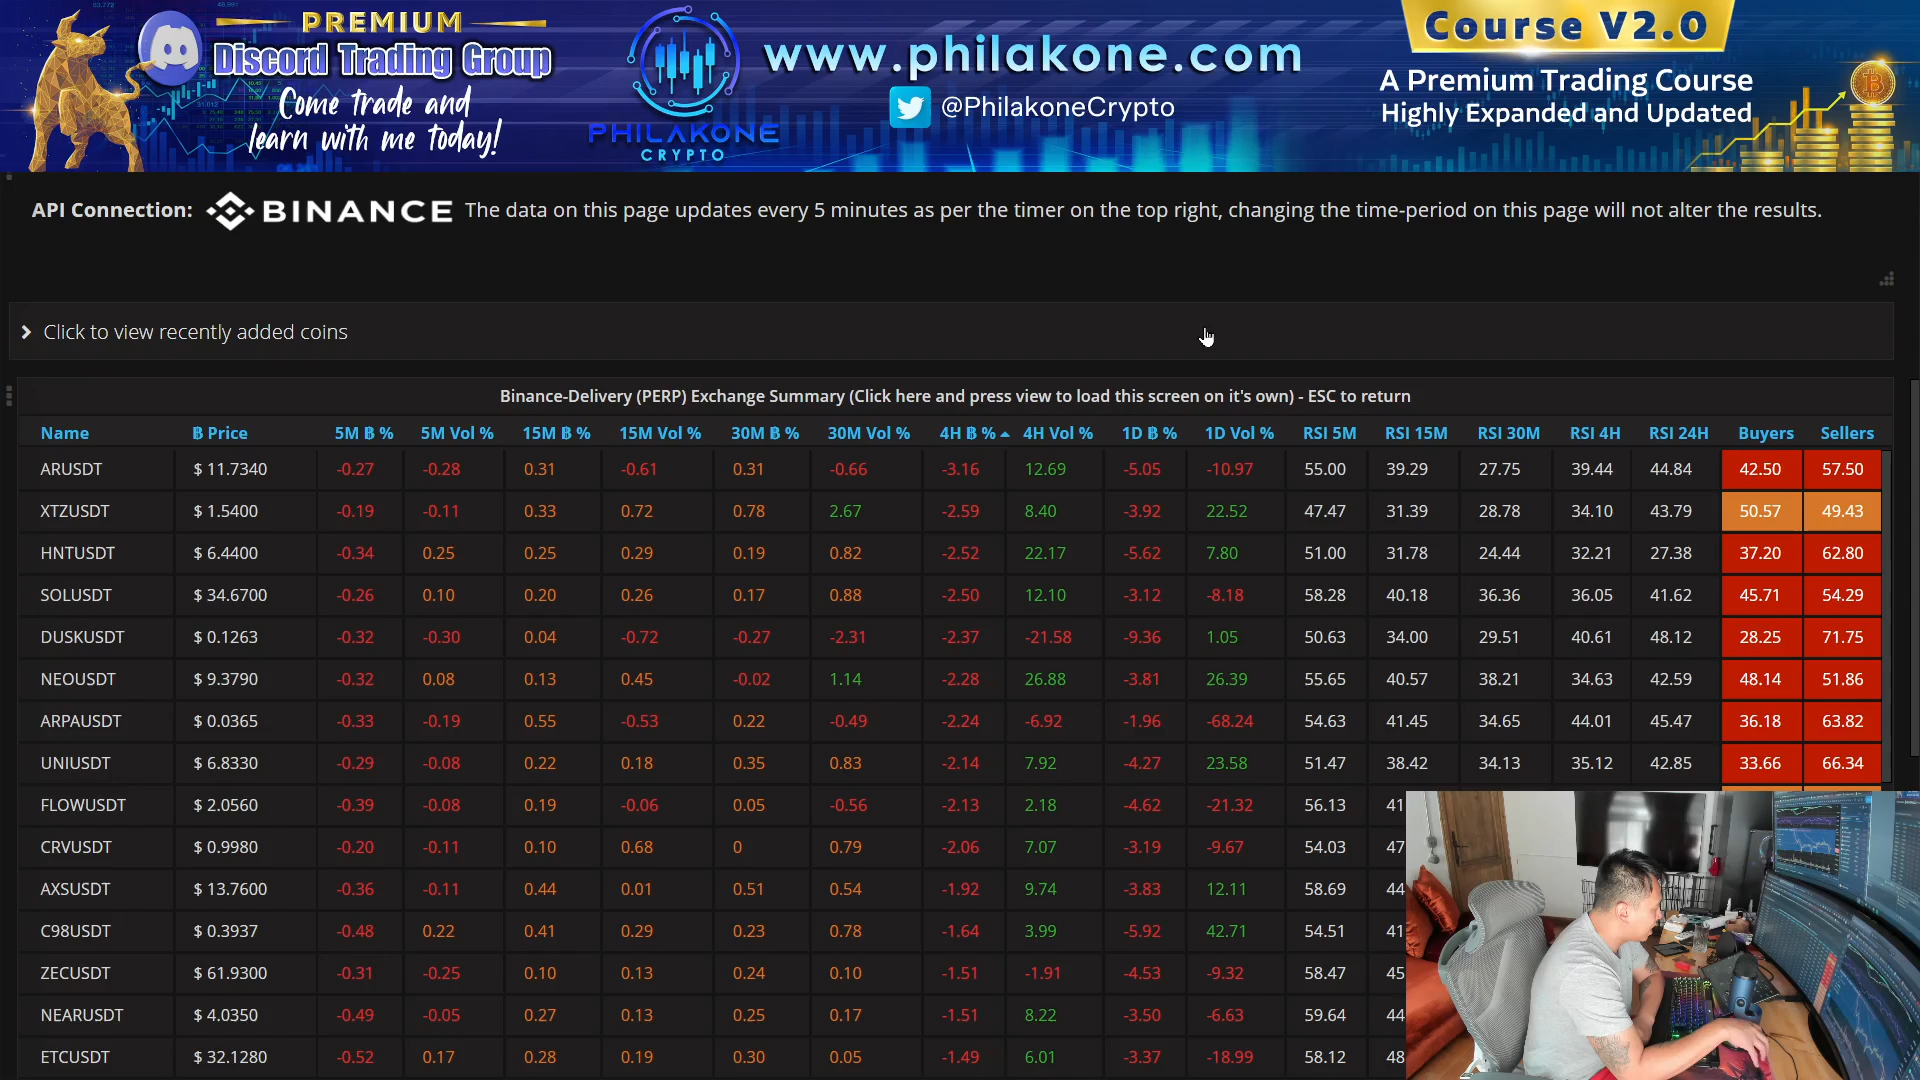 PREMIUM
Discord Trading Group
Come trade and
learn with me today!
PHILAKONE
CRYPTO
www.philakone.com
@PhilakoneCrypto
Course V2.0
A Premium Trading Course
Highly Expanded and Updated
API Connection: BINANCE The data on this page updates every 5 minutes as per the timer on the top right, changing the time-period on this page will not alter the results.
Click to view recently added coins
Binance-Delivery (PERP) Exchange Summary (Click here and press view to load this screen on it's own) - ESC to return
Name ฿ Price 5M ฿ % 5M Vol % 15M ฿ % 15M Vol % 30M ฿ % 30M Vol % 4H ฿ % 4H Vol % 1D ฿ % 1D Vol % RSI 5M RSI 15M RSI 30M RSI 4H RSI 24H Buyers Sellers
ARUSDT $ 11.7340 -0.27 -0.28 0.31 -0.61 0.31 -0.66 -3.16 12.69 -5.05 -10.97 55.00 39.29 27.75 39.44 44.84 42.50 57.50
XTZUSDT $ 1.5400 -0.19 -0.11 0.33 0.72 0.78 2.67 -2.59 8.40 -3.92 22.52 47.47 31.39 28.78 34.10 43.79 50.57 49.43
HNTUSDT $ 6.4400 -0.34 0.25 0.25 0.29 0.19 0.82 -2.52 22.17 -5.62 7.80 51.00 31.78 24.44 32.21 27.38 37.20 62.80
SOLUSDT $ 34.6700 -0.26 0.10 0.20 0.26 0.17 0.88 -2.50 12.10 -3.12 -8.18 58.28 40.18 36.36 36.05 41.62 45.71 54.29
DUSKUSDT $ 0.1263 -0.32 -0.30 0.04 -0.72 -0.27 -2.31 -2.37 -21.58 -9.36 1.05 50.63 34.00 29.51 40.61 48.12 28.25 71.75
NEOUSDT $ 9.3790 -0.32 0.08 0.13 0.45 -0.02 1.14 -2.28 26.88 -3.81 26.39 55.65 40.57 38.21 34.63 42.59 48.14 51.86
ARPAUSDT $ 0.0365 -0.33 -0.19 0.55 -0.53 0.22 -0.49 -2.24 -6.92 -1.96 -68.24 54.63 41.45 34.65 44.01 45.47 36.18 63.82
UNIUSDT $ 6.8330 -0.29 -0.08 0.22 0.18 0.35 0.83 -2.14 7.92 -4.27 23.58 51.47 38.42 34.13 35.12 42.85 33.66 66.34
FLOWUSDT $ 2.0560 -0.39 -0.08 0.19 -0.06 0.05 -0.56 -2.13 2.18 -4.62 -21.32 56.13 41
CRVUSDT $ 0.9980 -0.20 -0.11 0.10 0.68 0 0.79 -2.06 7.07 -3.19 -9.67 54.03 47
AXSUSDT $ 13.7600 -0.36 -0.11 0.44 0.01 0.51 0.54 -1.92 9.74 -3.83 12.11 58.69 44
C98USDT $ 0.3937 -0.48 0.22 0.41 0.29 0.23 0.78 -1.64 3.99 -5.92 42.71 54.51 41
ZECUSDT $ 61.9300 -0.31 -0.25 0.10 0.13 0.24 0.10 -1.51 -1.91 -4.53 -9.32 58.47 45
NEARUSDT $ 4.0350 -0.49 -0.05 0.27 0.13 0.25 0.17 -1.51 8.22 -3.50 -6.63 59.64 44
ETCUSDT $ 32.1280 -0.52 0.17 0.28 0.19 0.30 0.05 -1.49 6.01 -3.37 -18.99 58.12 48